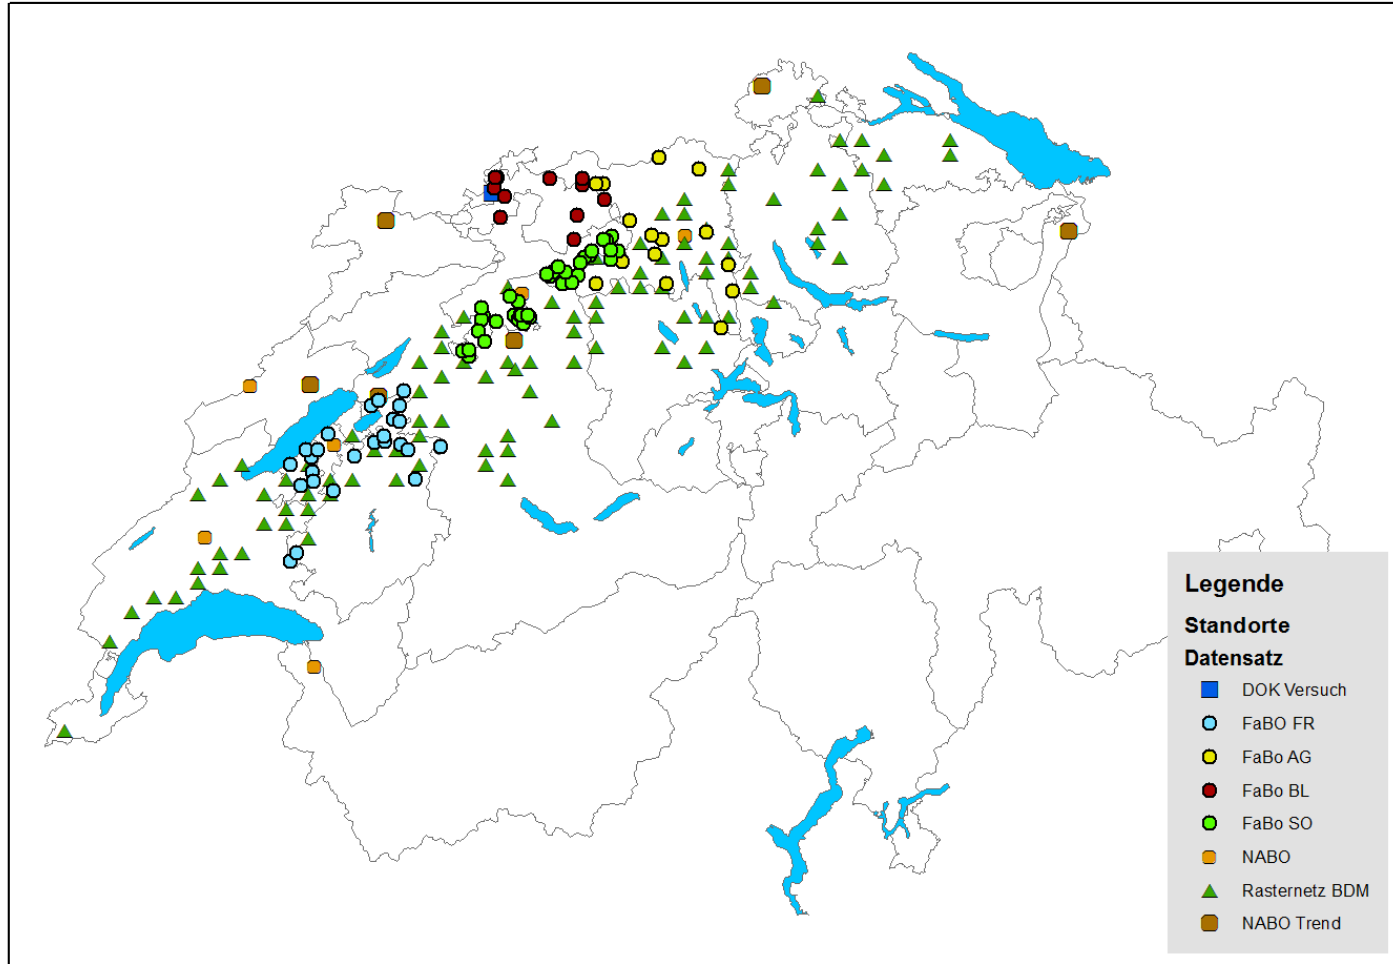 Legende
Standorte
Datensatz
DOK Versuch
FaBO FR
FaBo AG
FaBo BL
FaBo SO
NABO
Rasternetz BDM
NABO Trend